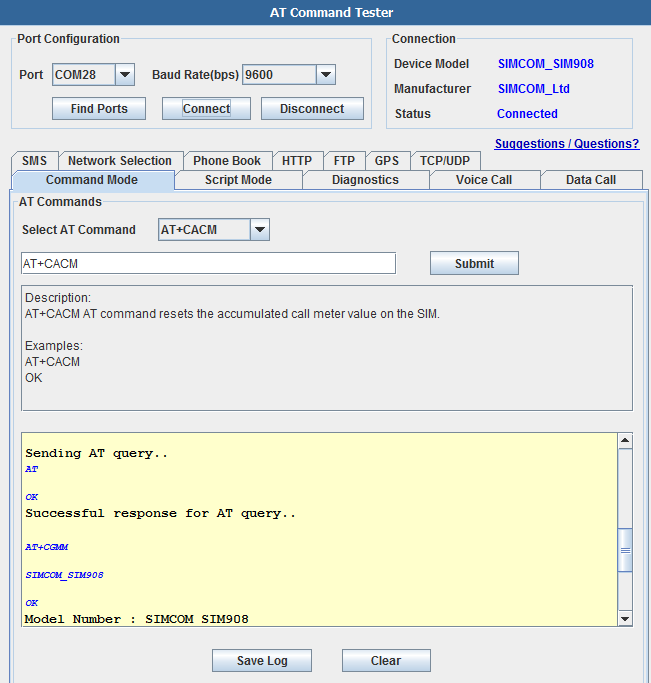 AT Command Tester
Port Configuration
Port COM28 Baud Rate(bps) 9600
Find Ports Connect Disconnect
Connection
Device Model SIMCOM_SIM908
Manufacturer SIMCOM_Ltd
Status Connected
Suggestions / Questions?
SMS Network Selection Phone Book HTTP FTP GPS TCP/UDP
Command Mode Script Mode Diagnostics Voice Call Data Call
AT Commands
Select AT Command AT+CACM
AT+CACM Submit
Description:
AT+CACM AT command resets the accumulated call meter value on the SIM.
Examples:
AT+CACM
OK
Sending AT query..
AT
OK
Successful response for AT query..
AT+CGMM
SIMCOM_SIM908
OK
Model Number : SIMCOM SIM908
Save Log Clear